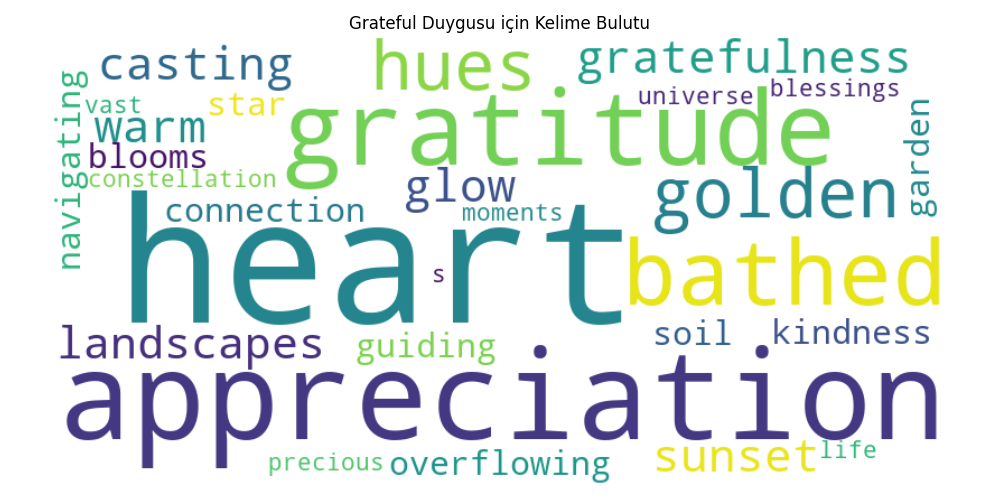 Grateful Duygusu için Kelime Bulutu
casting
hues
gratefulness
navigating
vast
star
universe
blessings
warm
gratitude
garden
blooms
constellation
glow
golden
connection
moments
heart
s
bathed
landscapes
guiding
soil
kindness
appreciation
precious
overflowing
sunset
life